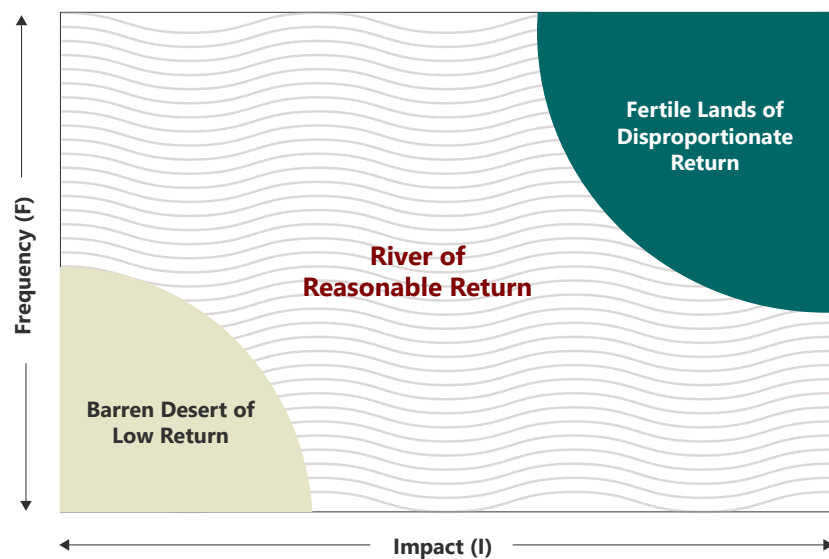 Fertile Lands of
Disproportionate
Return
Frequency (F)
River of
Reasonable Return
Barren Desert of
Low Return
Impact (I)